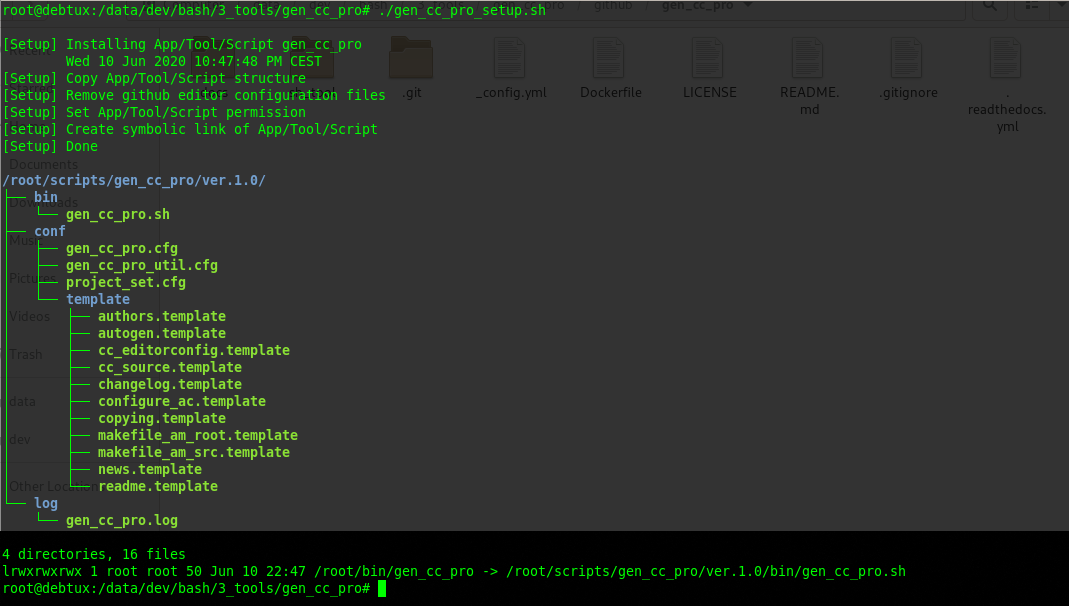 root@debtux:/data/dev/bash/3_tools/gen_cc_pro# ./gen_cc_pro_setup.sh
github
gen_cc_pro
[Setup] Installing App/Tool/Script gen_cc_pro
Wed 10 Jun 2020 10:47:48 PM CEST
[Setup] Copy App/Tool/Script structure
[Setup] Remove github editor configuration files
[Setup] Set App/Tool/Script permission
[setup] Create symbolic link of App/Tool/Script
[Setup] Done
.git
_config.yml
Dockerfile
LICENSE
README.
md
.gitignore
.
readthedocs.
yml
Documents
/root/scripts/gen_cc_pro/ver.1.0/
├── bin
│   └── gen_cc_pro.sh
├── conf
│   ├── gen_cc_pro.cfg
│   ├── gen_cc_pro_util.cfg
│   ├── project_set.cfg
│   └── template
│       ├── authors.template
│       ├── autogen.template
│       ├── cc_editorconfig.template
│       ├── cc_source.template
│       ├── changelog.template
│       ├── configure_ac.template
│       ├── copying.template
│       ├── makefile_am_root.template
│       ├── makefile_am_src.template
│       ├── news.template
│       └── readme.template
└── log
    └── gen_cc_pro.log
Pictures
Videos
Trash
data
dev
Other Locations
4 directories, 16 files
lrwxrwxrwx 1 root root 50 Jun 10 22:47 /root/bin/gen_cc_pro -> /root/scripts/gen_cc_pro/ver.1.0/bin/gen_cc_pro.sh
root@debtux:/data/dev/bash/3_tools/gen_cc_pro#